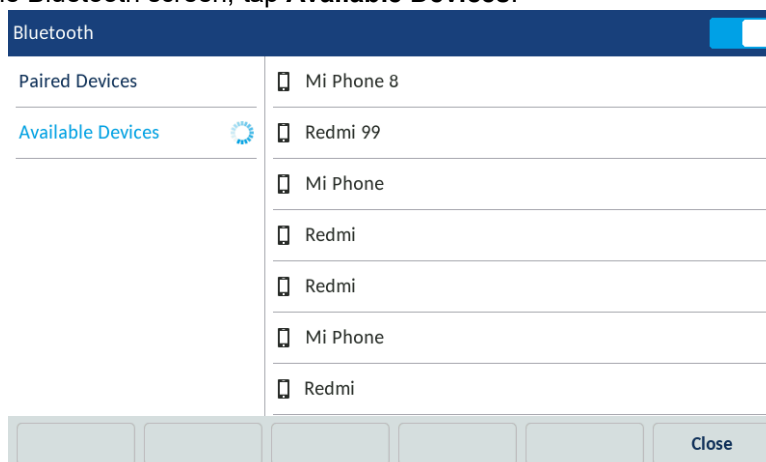 Bluetooth screen, tap Available Devices.
Bluetooth
Paired Devices
Available Devices
Mi Phone 8
Redmi 99
Mi Phone
Redmi
Redmi
Mi Phone
Redmi
Close